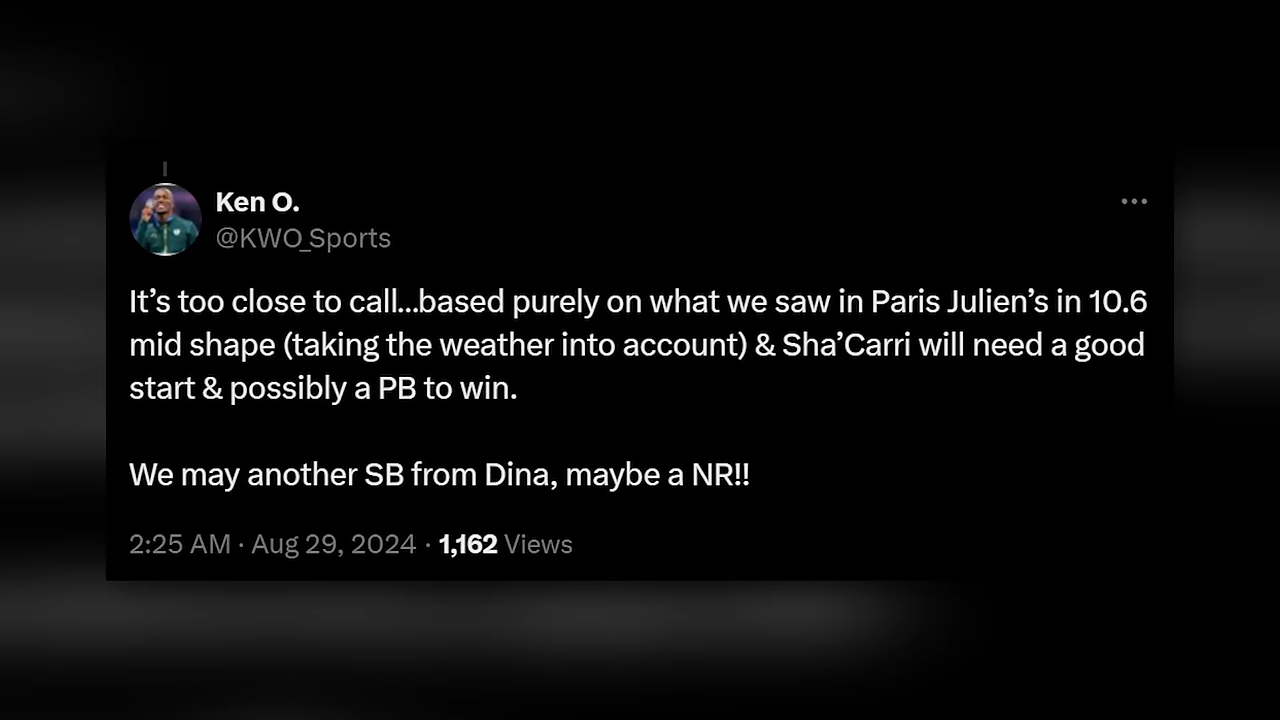 Ken O.
@KWO_Sports
It’s too close to call...based purely on what we saw in Paris Julien’s in 10.6
mid shape (taking the weather into account) & Sha’Carri will need a good
start & possibly a PB to win.
We may another SB from Dina, maybe a NR!!
2:25 AM · Aug 29, 2024 · 1,162 Views